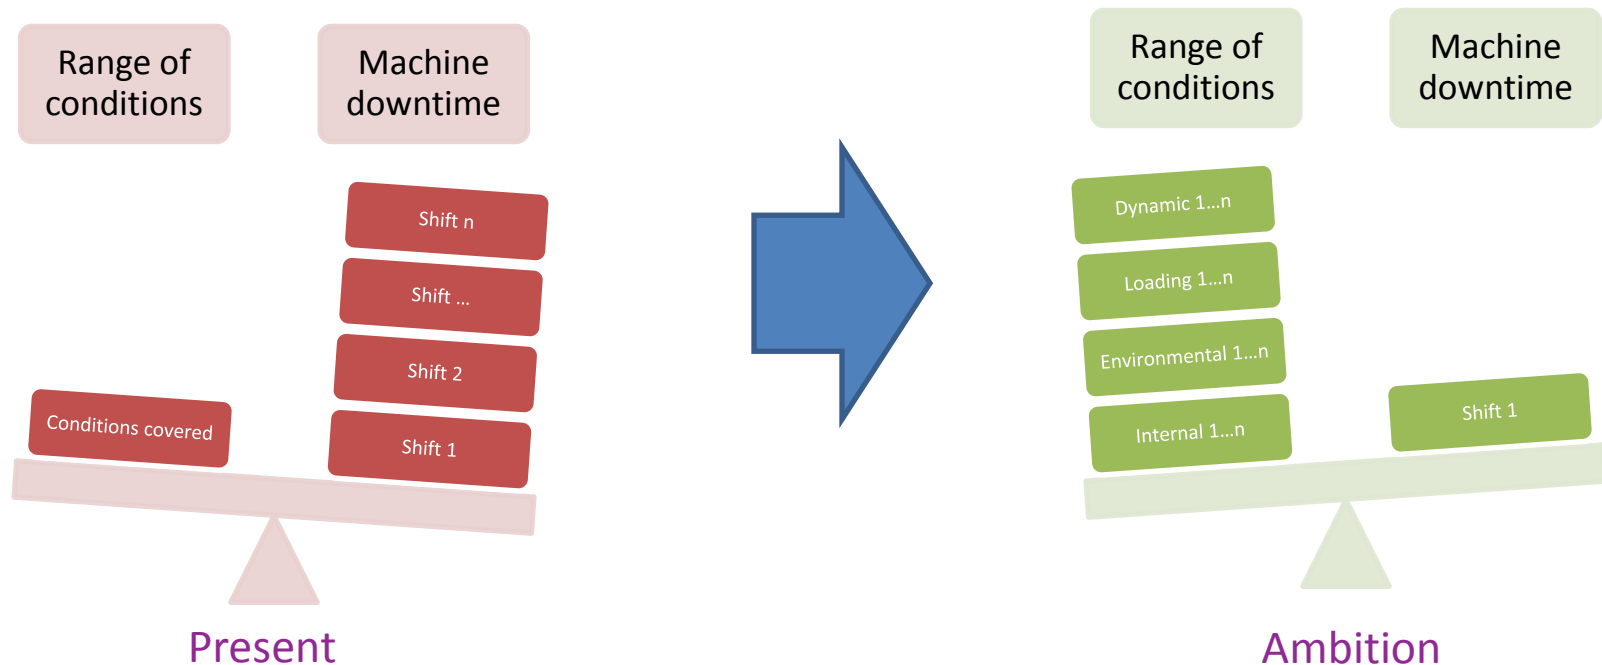 Range of
conditions
Machine
downtime
Shift n
Shift ...
Shift 2
Conditions covered
Shift 1
Present
Range of
conditions
Machine
downtime
Dynamic 1...n
Loading 1...n
Environmental 1...n
Internal 1...n
Shift 1
Ambition